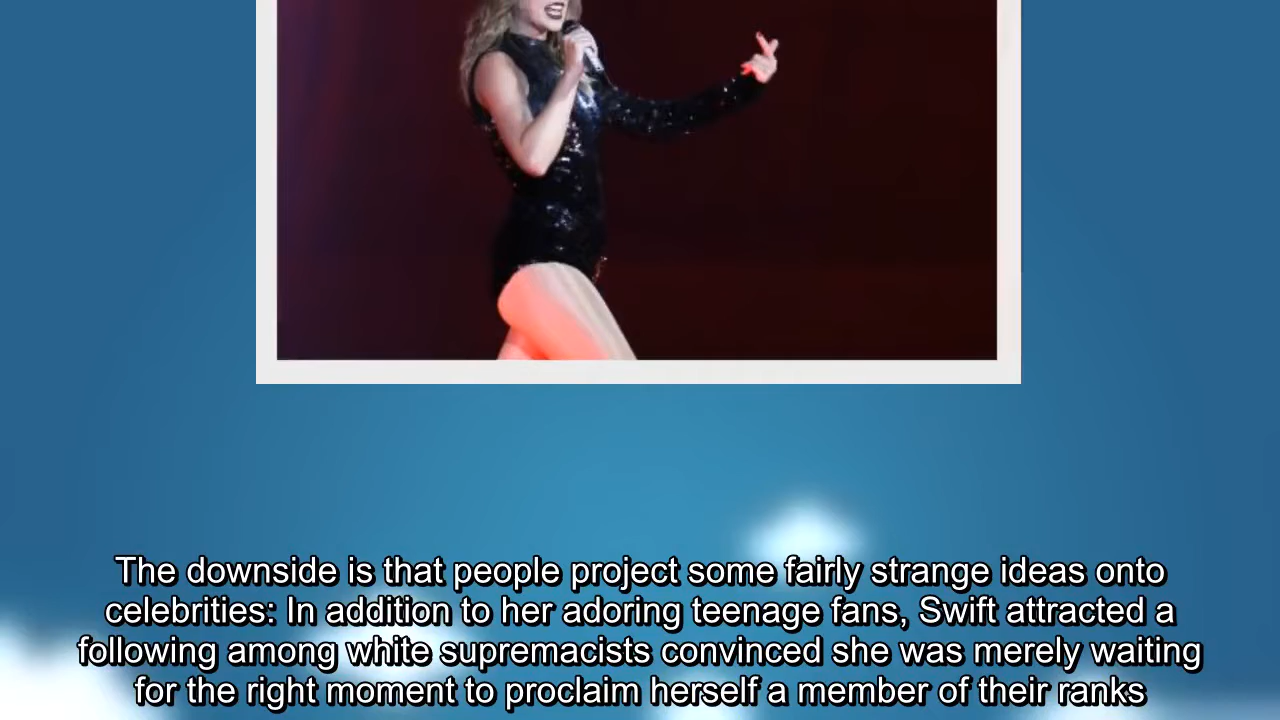 The downside is that people project some fairly strange ideas onto
celebrities: In addition to her adoring teenage fans, Swift attracted a
following among white supremacists convinced she was merely waiting
for the right moment to proclaim herself a member of their ranks